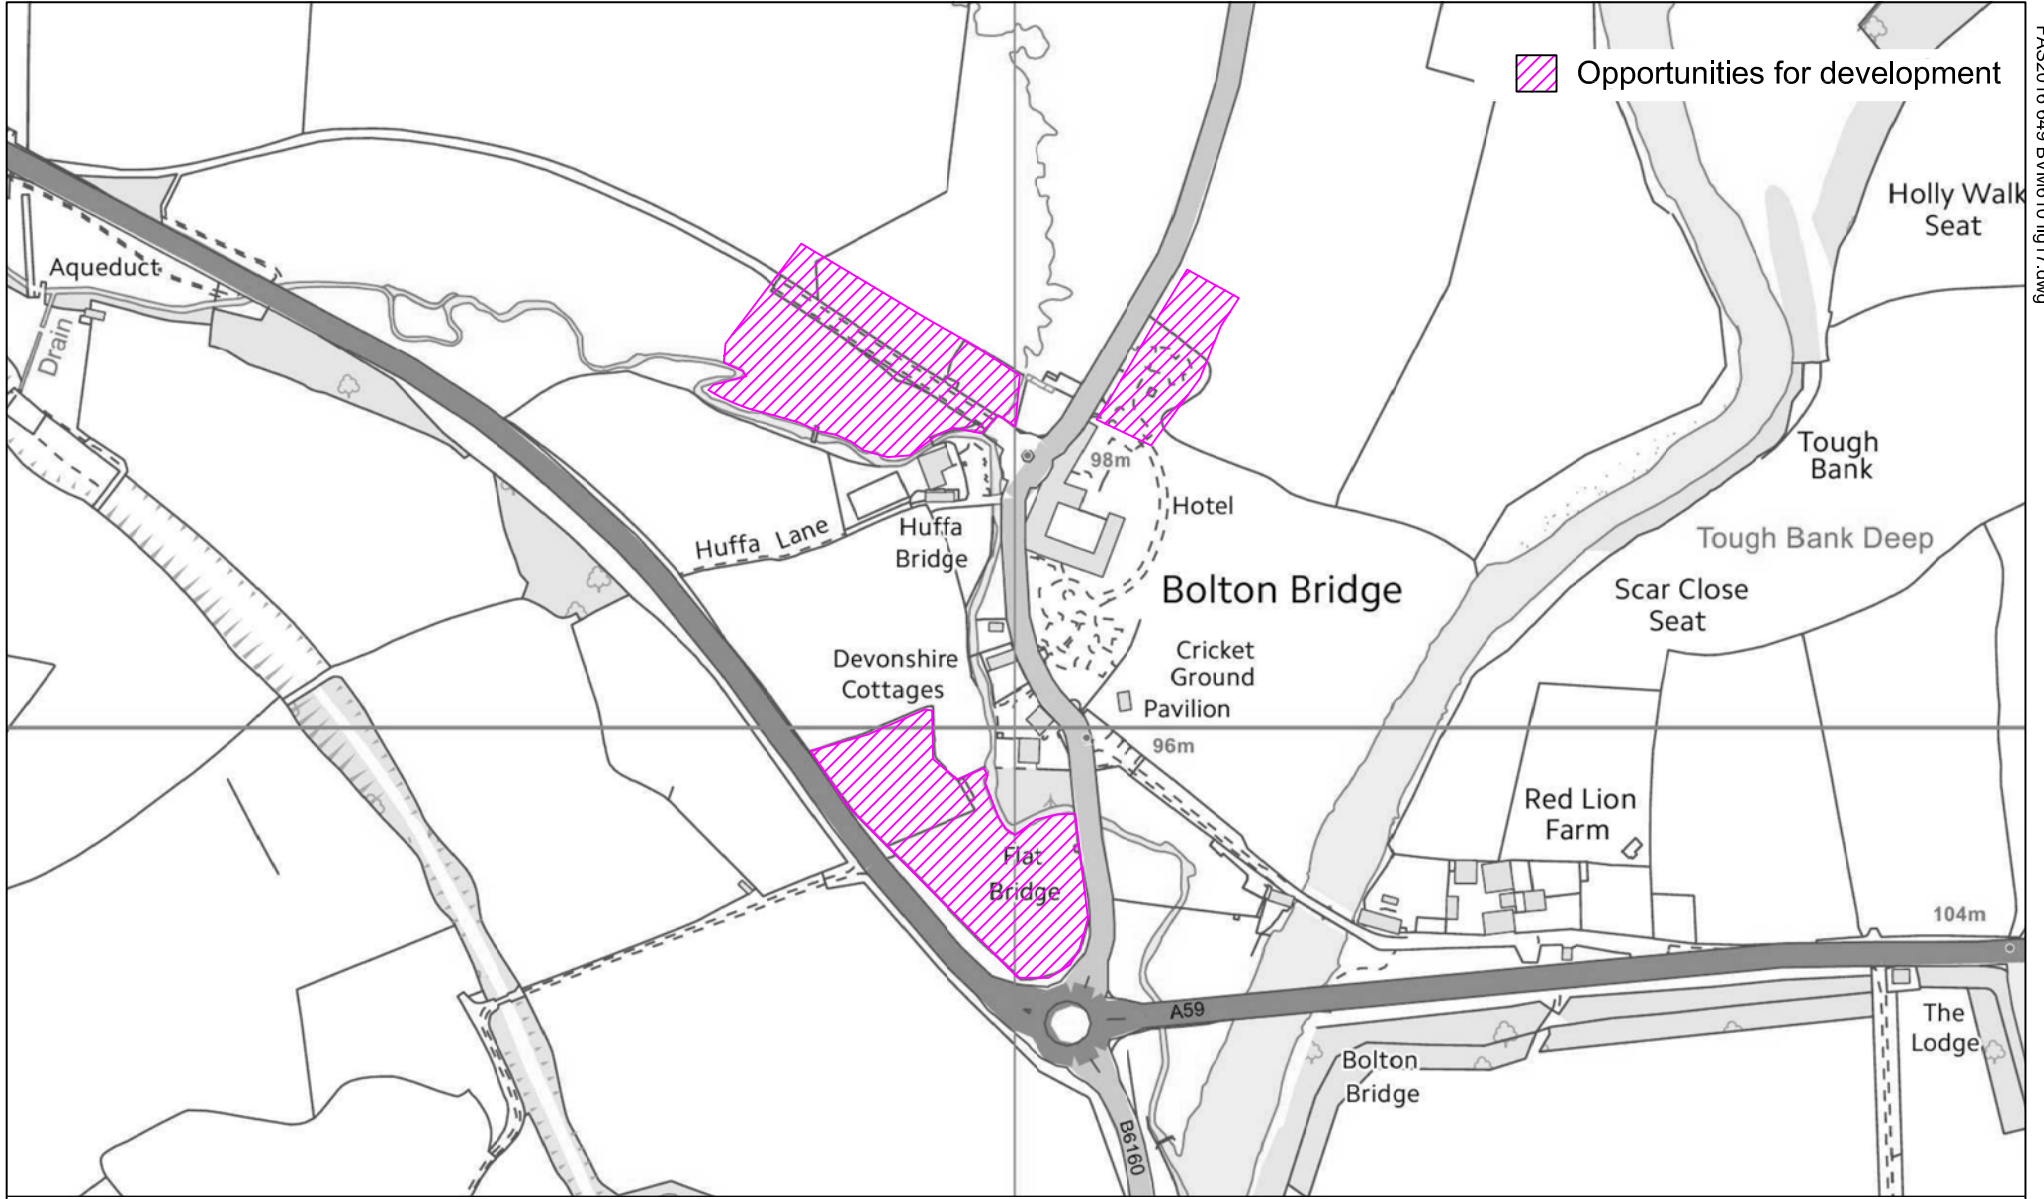 Opportunities for development
Holly Walk
Seat
Aqueduct
Drain
Tough
Bank
98m
Hotel
Huffa Lane
Huffa
Bridge
Tough Bank Deep
Bolton Bridge
Scar Close
Seat
Devonshire
Cottages
Cricket
Ground
Pavilion
96m
Red Lion
Farm
Flat
Bridge
104m
A59
The
Lodge
Bolton
Bridge
B6160